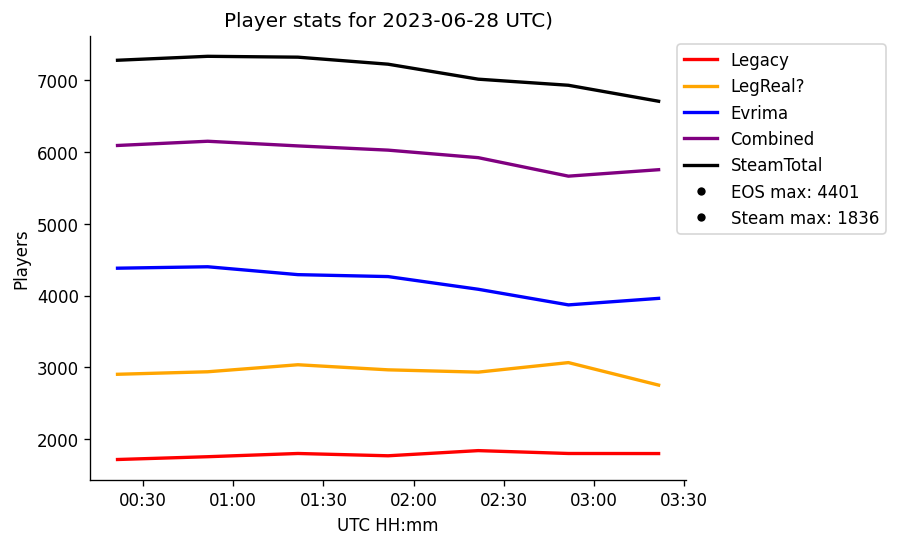 Player stats for 2023-06-28 UTC)
Legacy
LegReal?
Evrima
Combined
SteamTotal
EOS max: 4401
Steam max: 1836
Players
7000
6000
5000
4000
3000
2000
00:30 01:00 01:30 02:00 02:30 03:00 03:30
UTC HH:mm